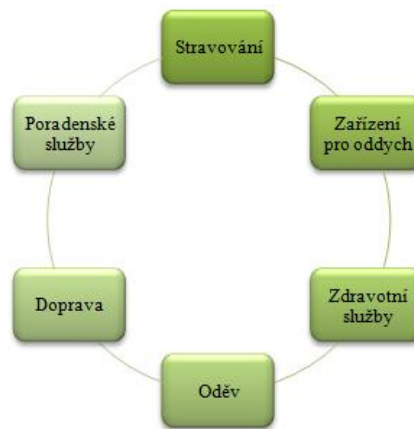 Stravování
Zařízení
pro oddych
Zdravotní
služby
Oděv
Doprava
Poradenské
služby